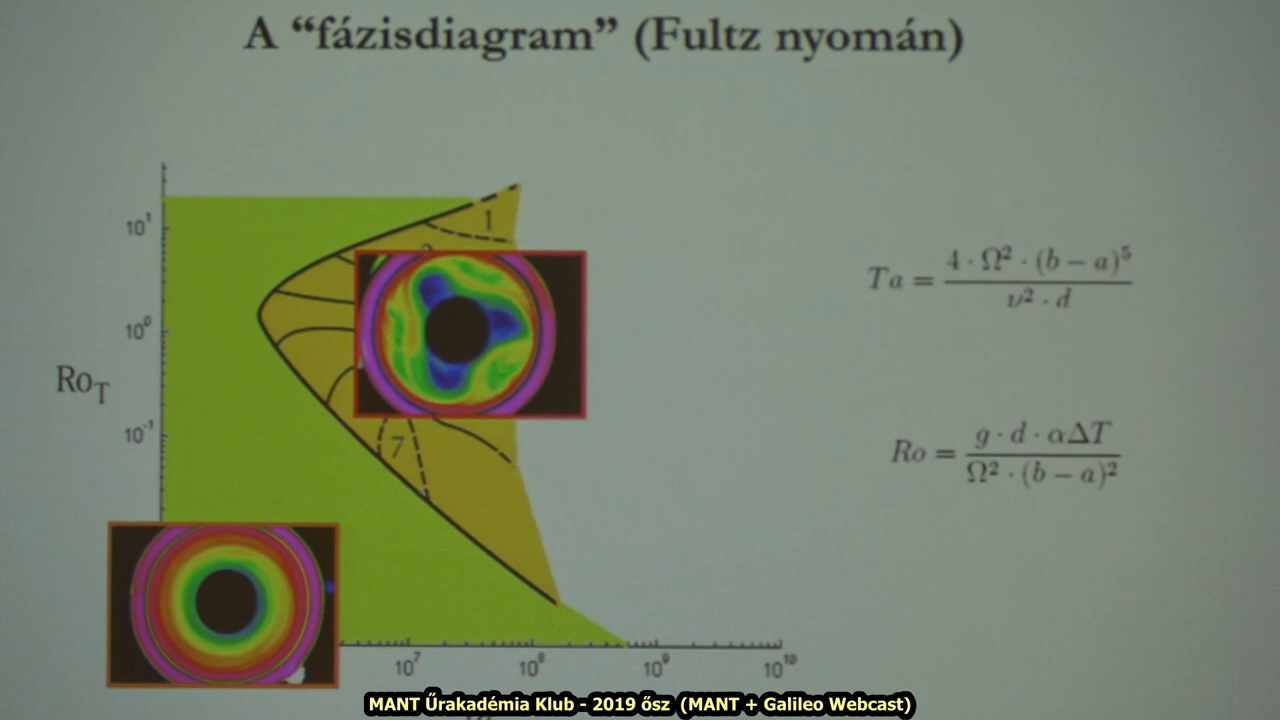 A “fázisdiagram” (Fultz nyomán)
10¹
10⁰
10⁻¹
Ro_T
1
7
10⁷
10⁸
10⁹
10¹⁰
Ta = 4 · Ω² · (b − a)⁵ / ν² · d
Ro = g · d · αΔT / Ω² · (b − a)²
MANT Űrakadémia Klub - 2019 ősz (MANT + Galileo Webcast)